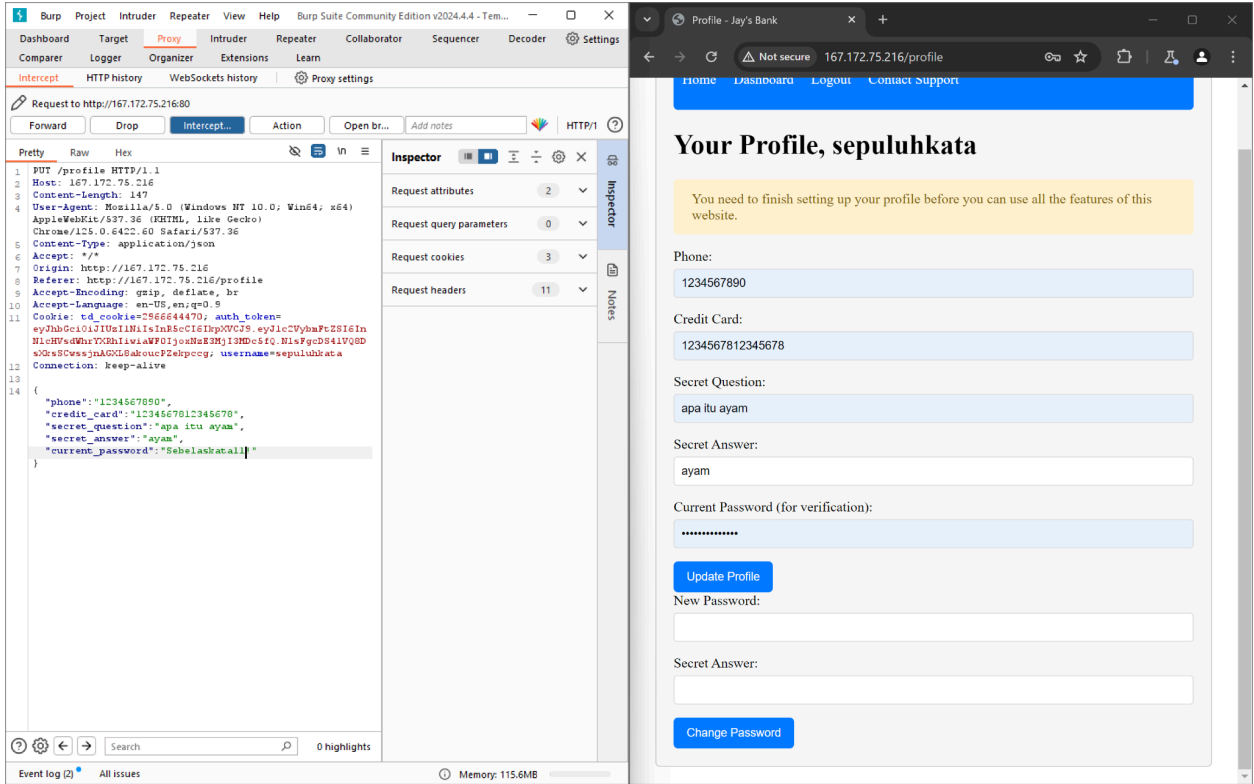 Burp Project Intruder Repeater View Help Burp Suite Community Edition v2024.4.4 - Tem...
Dashboard Target Proxy Intruder Repeater Collaborator Sequencer Decoder Settings
Comparer Logger Organizer Extensions Learn
Intercept HTTP history WebSockets history Proxy settings
Request to http://167.172.75.216:80
Forward Drop Intercept... Action Open br... Add notes HTTP/1
Pretty Raw Hex \n
1 PUT /profile HTTP/1.1
2 Host: 167.172.75.216
3 Content-Length: 147
4 User-Agent: Mozilla/5.0 (Windows NT 10.0; Win64; x64)
AppleWebKit/537.36 (KHTML, like Gecko)
Chrome/125.0.6422.60 Safari/537.36
5 Content-Type: application/json
6 Accept: */*
7 Origin: http://167.172.75.216
8 Referer: http://167.172.75.216/profile
9 Accept-Encoding: gzip, deflate, br
10 Accept-Language: en-US,en;q=0.9
11 Cookie: td_cookie=2966644470; auth_token=
username=sepuluhkata
12 Connection: keep-alive
13
14 {
"phone":"1234567890",
"credit_card":"1234567812345678",
"secret_question":"apa itu ayam",
"secret_answer":"ayam",
"current_password":"Sebelaskata11!"
}
Search 0 highlights
Event log (2) All issues Memory: 115.6MB
Inspector
Request attributes 2
Request query parameters 0
Request cookies 3
Request headers 11
Inspector
Notes
Profile - Jay's Bank
Not secure 167.172.75.216/profile
Home Dashboard Logout Contact Support
Your Profile, sepuluhkata
You need to finish setting up your profile before you can use all the features of this
website.
Phone:
1234567890
Credit Card:
1234567812345678
Secret Question:
apa itu ayam
Secret Answer:
ayam
Current Password (for verification):
••••••••••••••
Update Profile
New Password:
Secret Answer:
Change Password